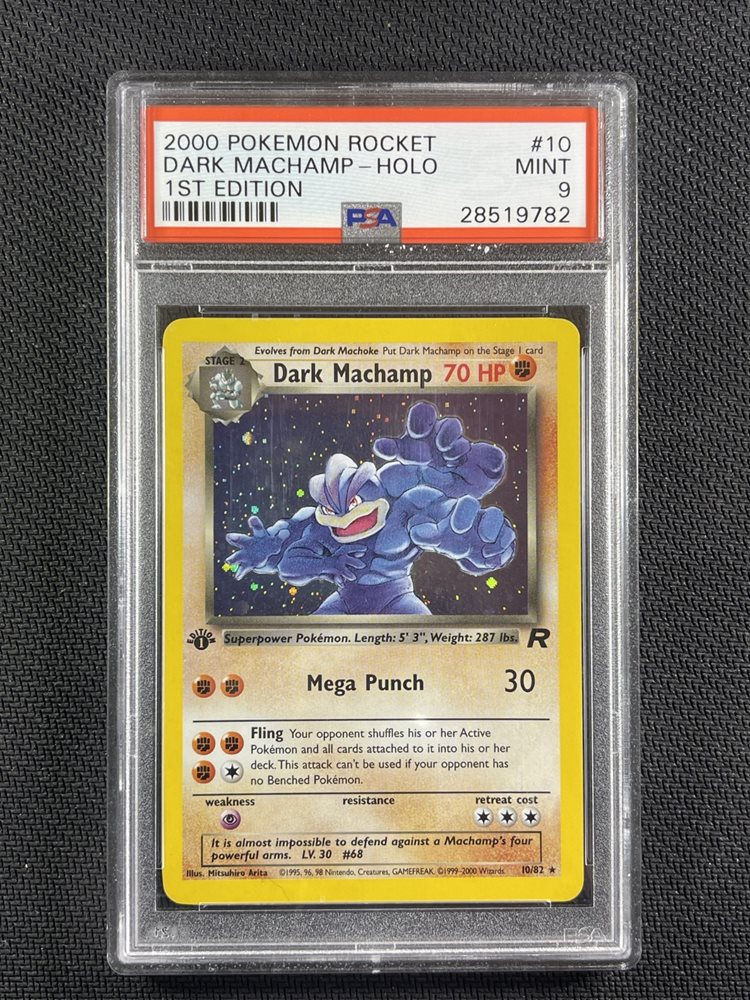 2000 POKEMON ROCKET #10
DARK MACHAMP - HOLO MINT
1ST EDITION 9
PSA 28519782
Evolves from Dark Machoke Put Dark Machamp on the Stage 1 card
STAGE 2
Dark Machamp 70 HP
EDITION 1
Superpower Pokémon. Length: 5' 3", Weight: 287 lbs. R
Mega Punch 30
Fling Your opponent shuffles his or her Active
Pokémon and all cards attached to it into his or her
deck. This attack can't be used if your opponent has
no Benched Pokémon.
weakness resistance retreat cost
It is almost impossible to defend against a Machamp's four
powerful arms. LV. 30 #68
Illus. Mitsuhiro Arita ©1995, 96, 98 Nintendo, Creatures, GAMEFREAK. ©1999-2000 Wizards. 10/82 ★